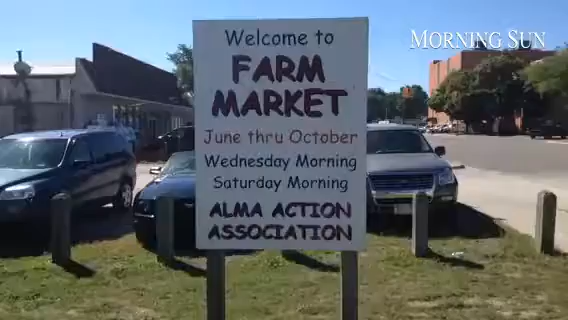 MORNING SUN
Welcome to
FARM
MARKET
June thru October
Wednesday Morning
Saturday Morning
ALMA ACTION
ASSOCIATION